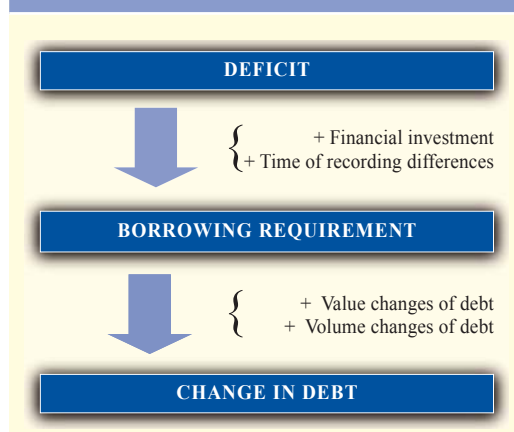 DEFICIT
+ Financial investment
+ Time of recording differences
BORROWING REQUIREMENT
+ Value changes of debt
+ Volume changes of debt
CHANGE IN DEBT